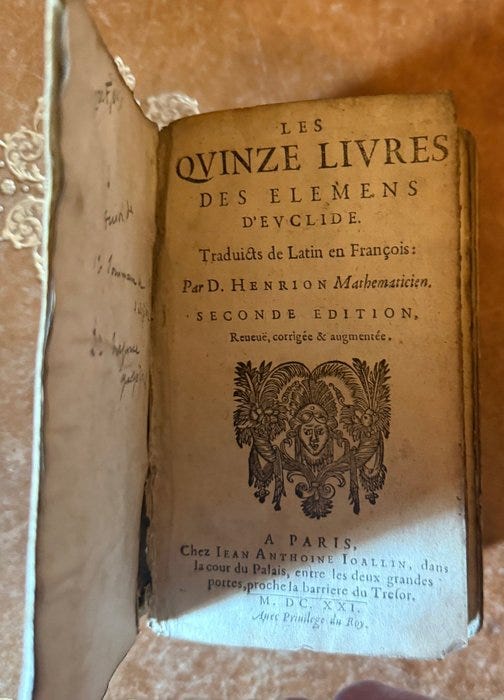 LES
QVINZE LIVRES
DES ELEMENS
D'EVCLIDE.
Traduicts de Latin en François:
Par D. HENRION Mathematicien.
SECONDE EDITION,
Reueuë, corrigée & augmentée.
A PARIS,
Chez IEAN ANTHOINE IOALLIN, dans
la cour du Palais, entre les deux grandes
portes, proche la barriere du Tresor.
M. DC. XXI.
Auec Priuilege du Roy.